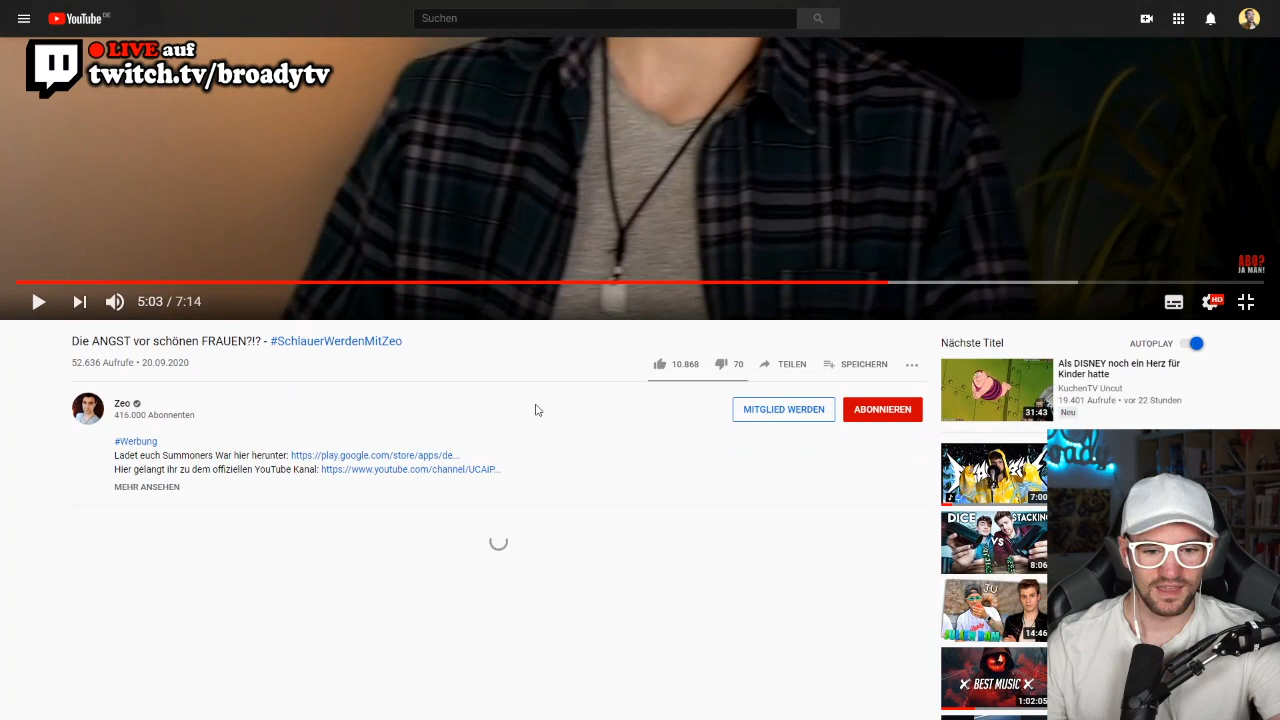 YouTube DE
Suchen
LIVE auf
twitch.tv/broadytv
ABO?
JA MAN!
5:03 / 7:14
HD
Die ANGST vor schönen FRAUEN?!? - #SchlauerWerdenMitZeo
52.636 Aufrufe • 20.09.2020
10.868
70
TEILEN
SPEICHERN
Zeo
416.000 Abonnenten
MITGLIED WERDEN
ABONNIEREN
#Werbung
Ladet euch Summoners War hier herunter: https://play.google.com/store/apps/de...
Hier gelangt ihr zu dem offiziellen YouTube Kanal: https://www.youtube.com/channel/UCAIP...
MEHR ANSEHEN
Nächste Titel
AUTOPLAY
Als DISNEY noch ein Herz für
Kinder hatte
KuchenTV Uncut
19.401 Aufrufe • vor 22 Stunden
Neu
31:43
7:00
DICE
STACKING
VS
8:06
JU
14:46
BEST MUSIC
1:02:05